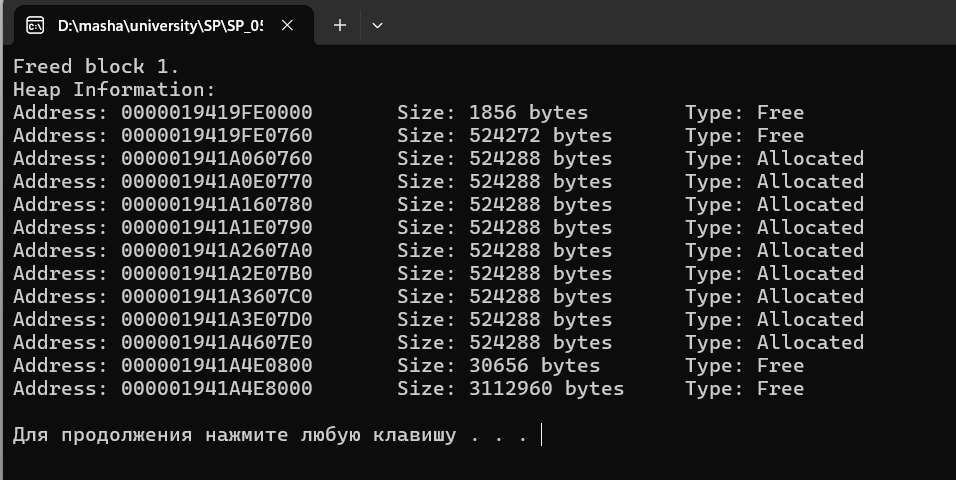 D:\masha\university\SP\SP_05
Freed block 1.
Heap Information:
Address: 0000019419FE0000 Size: 1856 bytes Type: Free
Address: 0000019419FE0760 Size: 524272 bytes Type: Free
Address: 000001941A060760 Size: 524288 bytes Type: Allocated
Address: 000001941A0E0770 Size: 524288 bytes Type: Allocated
Address: 000001941A160780 Size: 524288 bytes Type: Allocated
Address: 000001941A1E0790 Size: 524288 bytes Type: Allocated
Address: 000001941A2607A0 Size: 524288 bytes Type: Allocated
Address: 000001941A2E07B0 Size: 524288 bytes Type: Allocated
Address: 000001941A3607C0 Size: 524288 bytes Type: Allocated
Address: 000001941A3E07D0 Size: 524288 bytes Type: Allocated
Address: 000001941A4607E0 Size: 524288 bytes Type: Allocated
Address: 000001941A4E0800 Size: 30656 bytes Type: Free
Address: 000001941A4E8000 Size: 3112960 bytes Type: Free
Для продолжения нажмите любую клавишу . . .